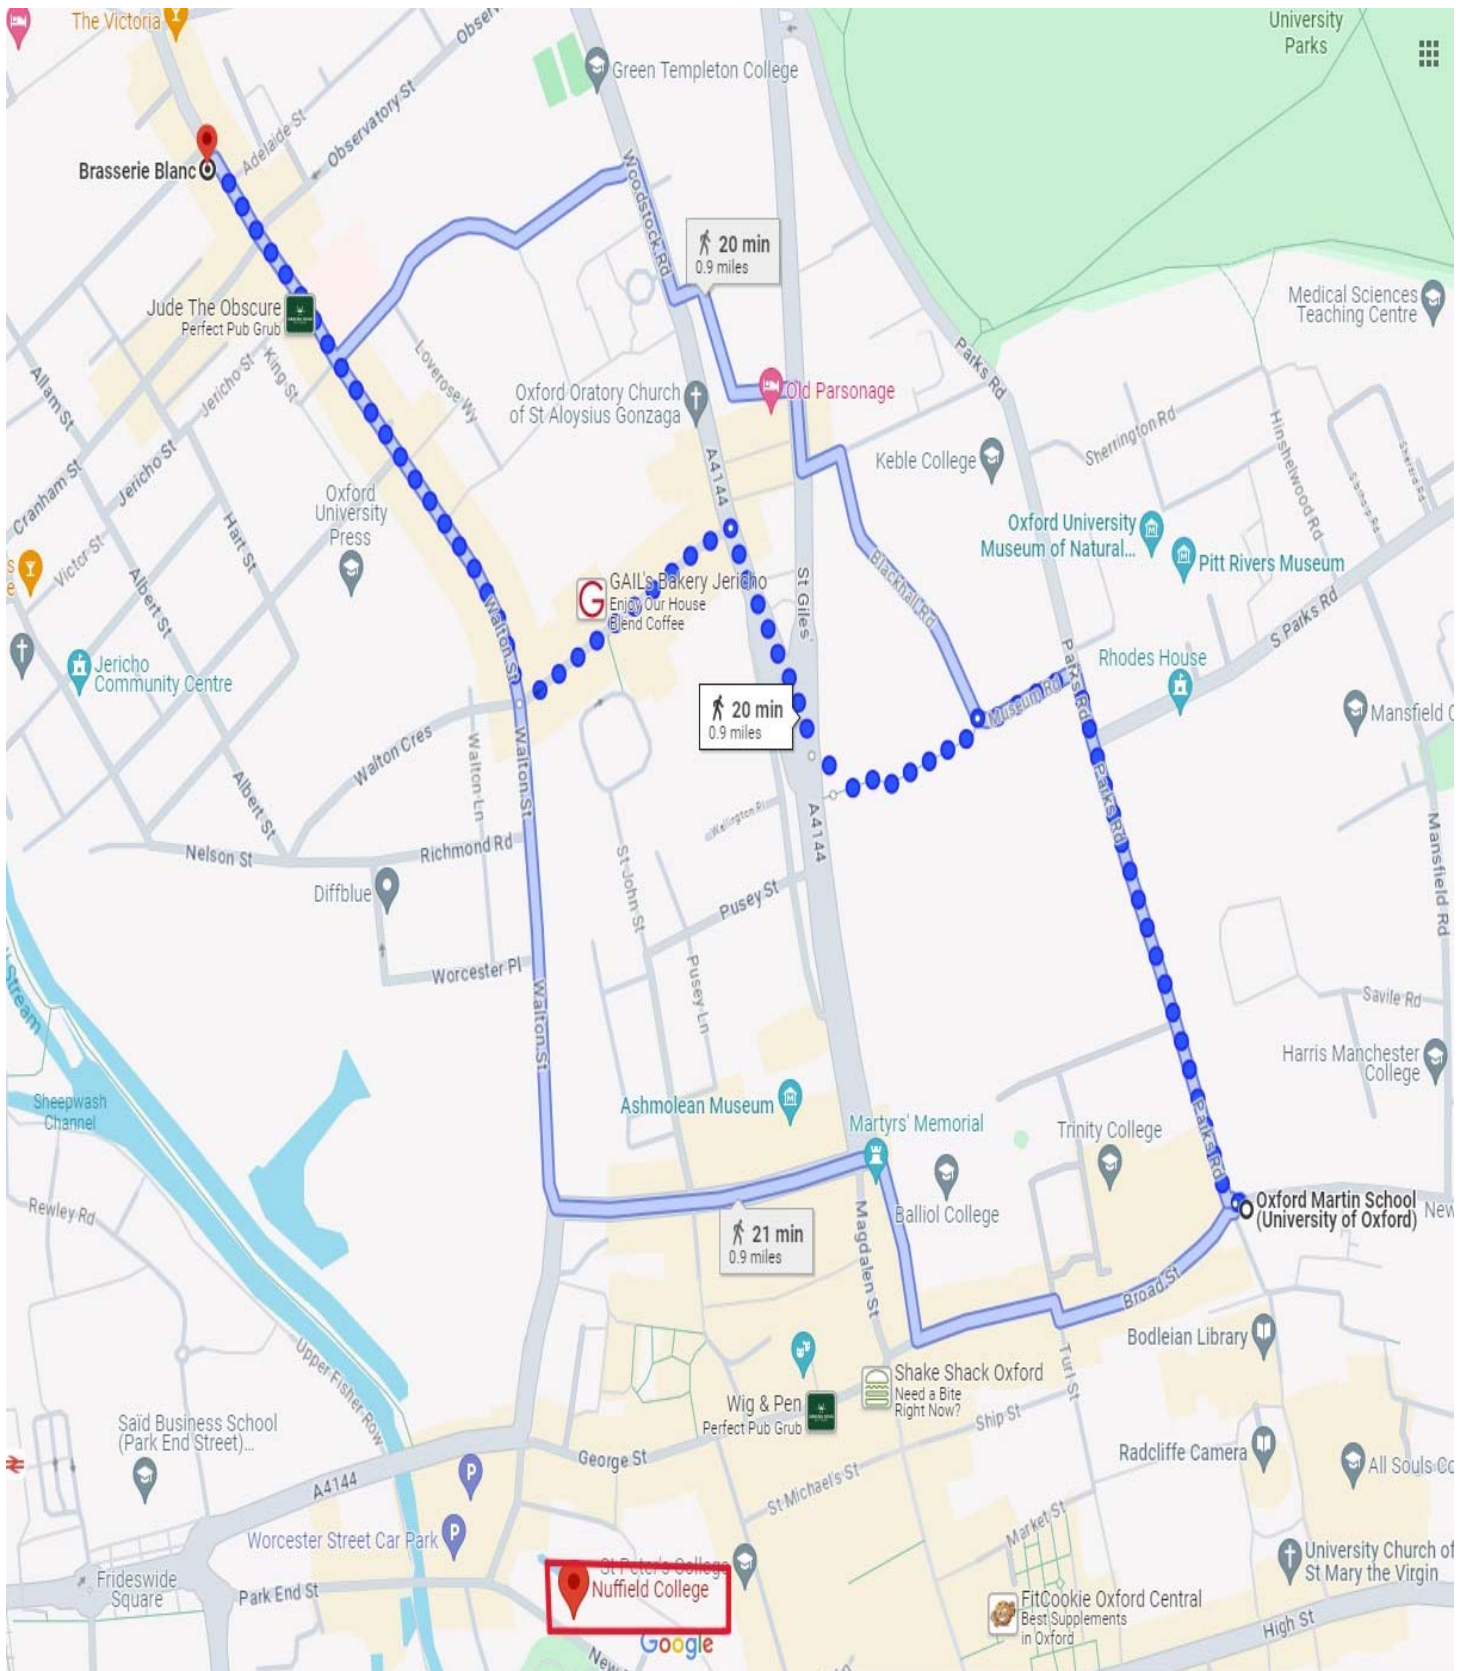 The Victoria
University
Parks
Green Templeton College
Observatory St
Adelaide St
Brasserie Blanc
Woodstock Rd
20 min
0.9 miles
Medical Sciences
Teaching Centre
Jude The Obscure
Perfect Pub Grub
Parks Rd
Allam St
Jericho St
King St
Loverose Wy
Oxford Oratory Church
of St Aloysius Gonzaga
Old Parsonage
Sherrington Rd
Hinshelwood Rd
Keble College
A4144
Cranham St
Jericho St
Oxford
University
Press
Hart St
Victor St
Oxford University
Museum of Natural...
Pitt Rivers Museum
GAIL's Bakery Jericho
Enjoy Our House
Blend Coffee
St Giles'
Blackhall Rd
Albert St
Walton St
S Parks Rd
Jericho
Community Centre
Rhodes House
Parks Rd
Museum Rd
20 min
0.9 miles
Mansfield C
Walton Cres
Walton Ln
Walton St
Albert St
Parks Rd
Wellington Pl
A4144
Nelson St
Richmond Rd
St John St
Pusey St
Mansfield Rd
Diffblue
Worcester Pl
Pusey Ln
Walton St
Savile Rd
Stream
Harris Manchester
College
Sheepwash
Channel
Ashmolean Museum
Martyrs' Memorial
Trinity College
Parks Rd
Rewley Rd
Balliol College
Oxford Martin School
(University of Oxford)
New
21 min
0.9 miles
Magdalen St
Broad St
Bodleian Library
Upper Fisher Row
Turl St
Shake Shack Oxford
Need a Bite
Right Now?
Wig & Pen
Perfect Pub Grub
Ship St
Saïd Business School
(Park End Street)...
George St
Radcliffe Camera
All Souls Co
A4144
St Michael's St
Market St
Worcester Street Car Park
St Peter's College
Nuffield College
University Church of
St Mary the Virgin
Frideswide
Square
Park End St
FitCookie Oxford Central
Best Supplements
in Oxford
High St
Google
New